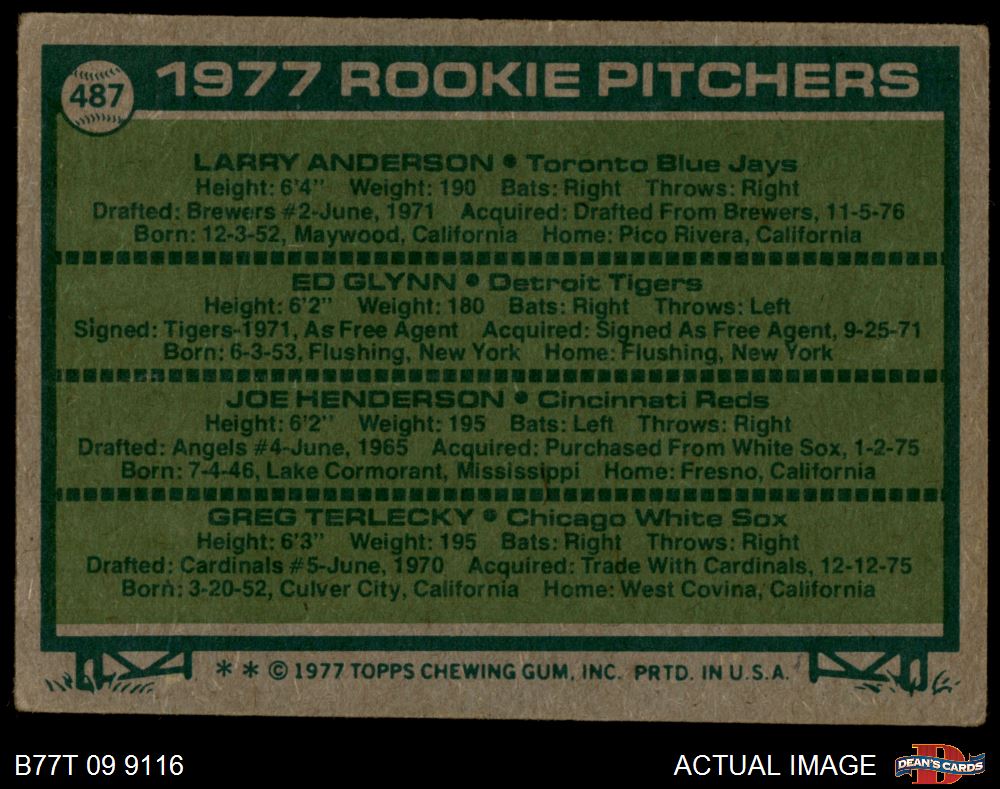 487
1977 ROOKIE PITCHERS
LARRY ANDERSON • Toronto Blue Jays
Height: 6'4" Weight: 190 Bats: Right Throws: Right
Drafted: Brewers #2-June, 1971 Acquired: Drafted From Brewers, 11-5-76
Born: 12-3-52, Maywood, California Home: Pico Rivera, California
ED GLYNN • Detroit Tigers
Height: 6'2" Weight: 180 Bats: Right Throws: Left
Signed: Tigers-1971, As Free Agent Acquired: Signed As Free Agent, 9-25-71
Born: 6-3-53, Flushing, New York Home: Flushing, New York
JOE HENDERSON • Cincinnati Reds
Height: 6'2" Weight: 195 Bats: Left Throws: Right
Drafted: Angels #4-June, 1965 Acquired: Purchased From White Sox, 1-2-75
Born: 7-4-46, Lake Cormorant, Mississippi Home: Fresno, California
GREG TERLECKY • Chicago White Sox
Height: 6'3" Weight: 195 Bats: Right Throws: Right
Drafted: Cardinals #5-June, 1970 Acquired: Trade With Cardinals, 12-12-75
Born: 3-20-52, Culver City, California Home: West Covina, California
* * © 1977 TOPPS CHEWING GUM, INC. PRTD. IN U.S.A.
B77T 09 9116
ACTUAL IMAGE
D
DEAN'S CARDS